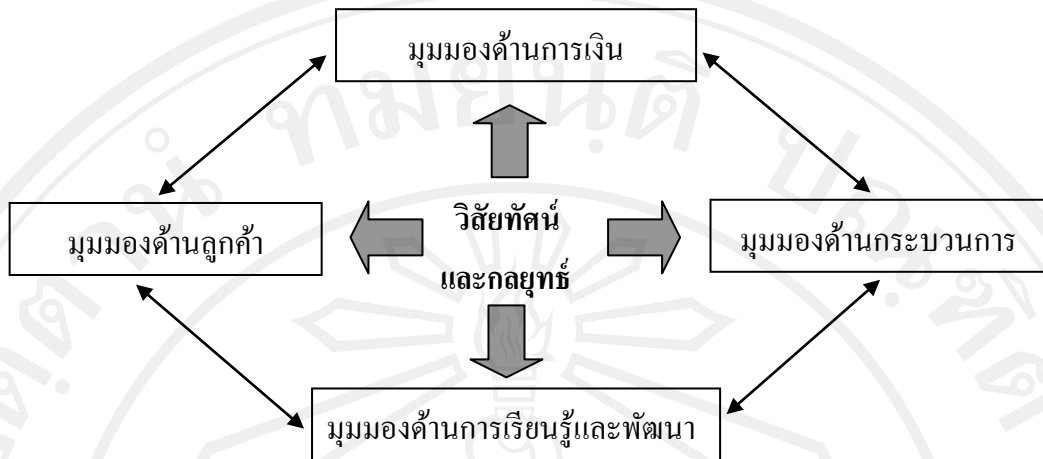 มุมมองด้านการเงิน
วิสัยทัศน์
และกลยุทธ์
มุมมองด้านลูกค้า
มุมมองด้านกระบวนการ
มุมมองด้านการเรียนรู้และพัฒนา